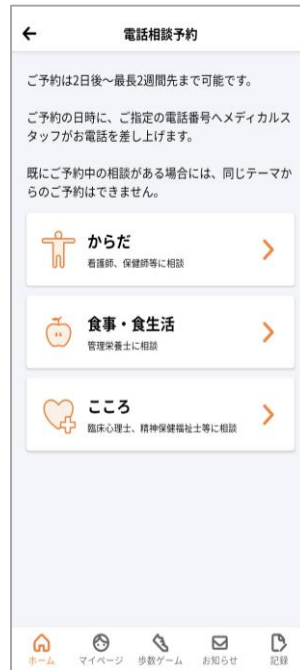 電話相談予約
ご予約は2日後～最長2週間先まで可能です。
ご予約の日時に、ご指定の電話番号へメディカルス
タッフがお電話を差し上げます。
既にご予約中の相談がある場合には、同じテーマか
らのご予約はできません。
からだ
看護師、保健師等に相談
食事・食生活
管理栄養士に相談
こころ
臨床心理士、精神保健福祉士等に相談
ホーム マイページ 歩数ゲーム お知らせ 記録